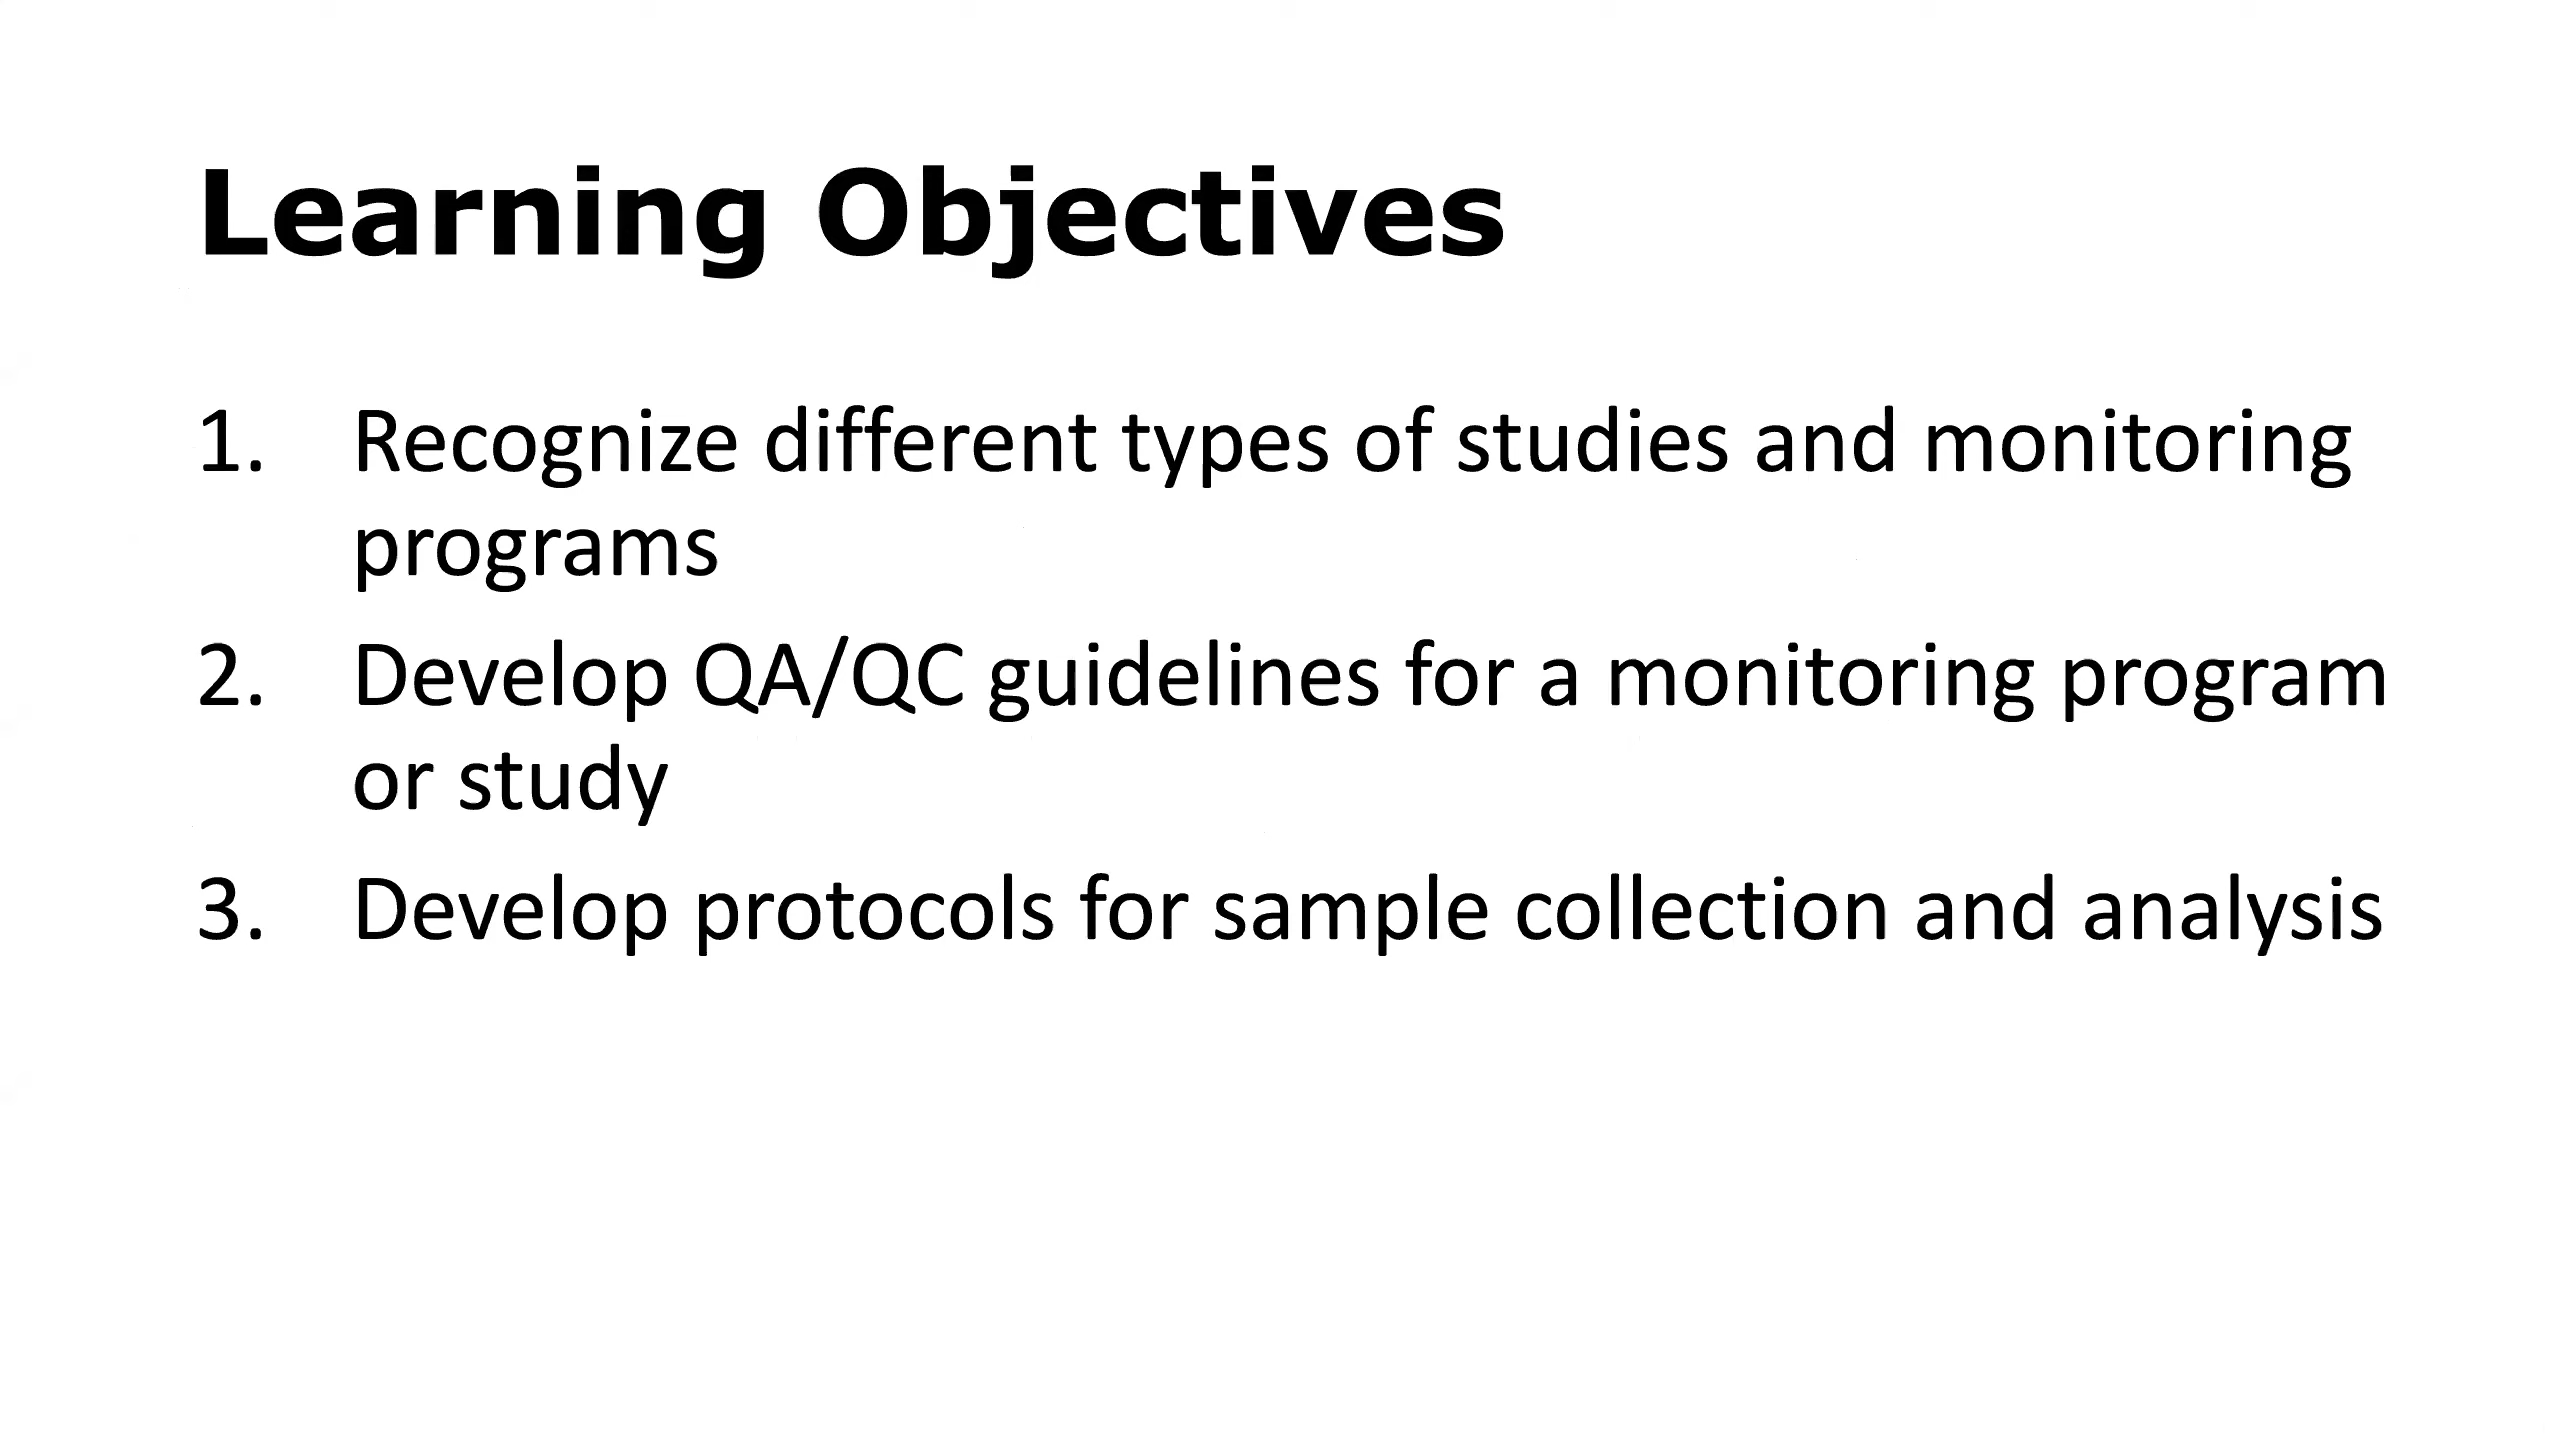 Learning Objectives
1. Recognize different types of studies and monitoring
programs
2. Develop QA/QC guidelines for a monitoring program
or study
3. Develop protocols for sample collection and analysis